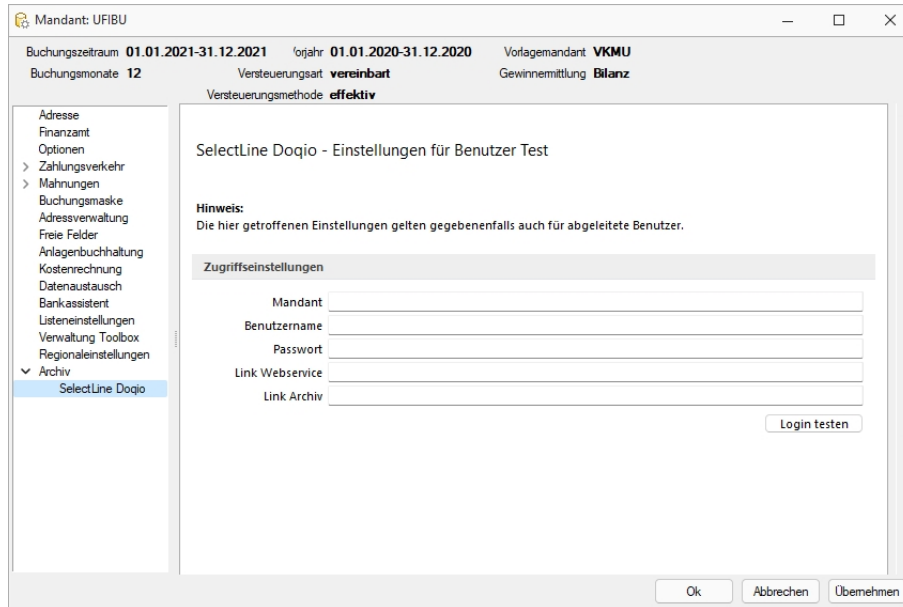 Mandant: UFIBU
Buchungszeitraum 01.01.2021-31.12.2021 'orjahr 01.01.2020-31.12.2020 Vorlagemandant VKMU
Buchungsmonate 12 Versteuerungsart vereinbart Gewinnermittlung Bilanz
Versteuerungsmethode effektiv
Adresse
Finanzamt
Optionen
Zahlungsverkehr
Mahnungen
Buchungsmaske
Adressverwaltung
Freie Felder
Anlagenbuchhaltung
Kostenrechnung
Datenaustausch
Bankassistent
Listeneinstellungen
Verwaltung Toolbox
Regionaleinstellungen
Archiv
SelectLine Doqio
SelectLine Doqio - Einstellungen für Benutzer Test
Hinweis:
Die hier getroffenen Einstellungen gelten gegebenenfalls auch für abgeleitete Benutzer.
Zugriffseinstellungen
Mandant
Benutzername
Passwort
Link Webservice
Link Archiv
Login testen
Ok Abbrechen Übernehmen